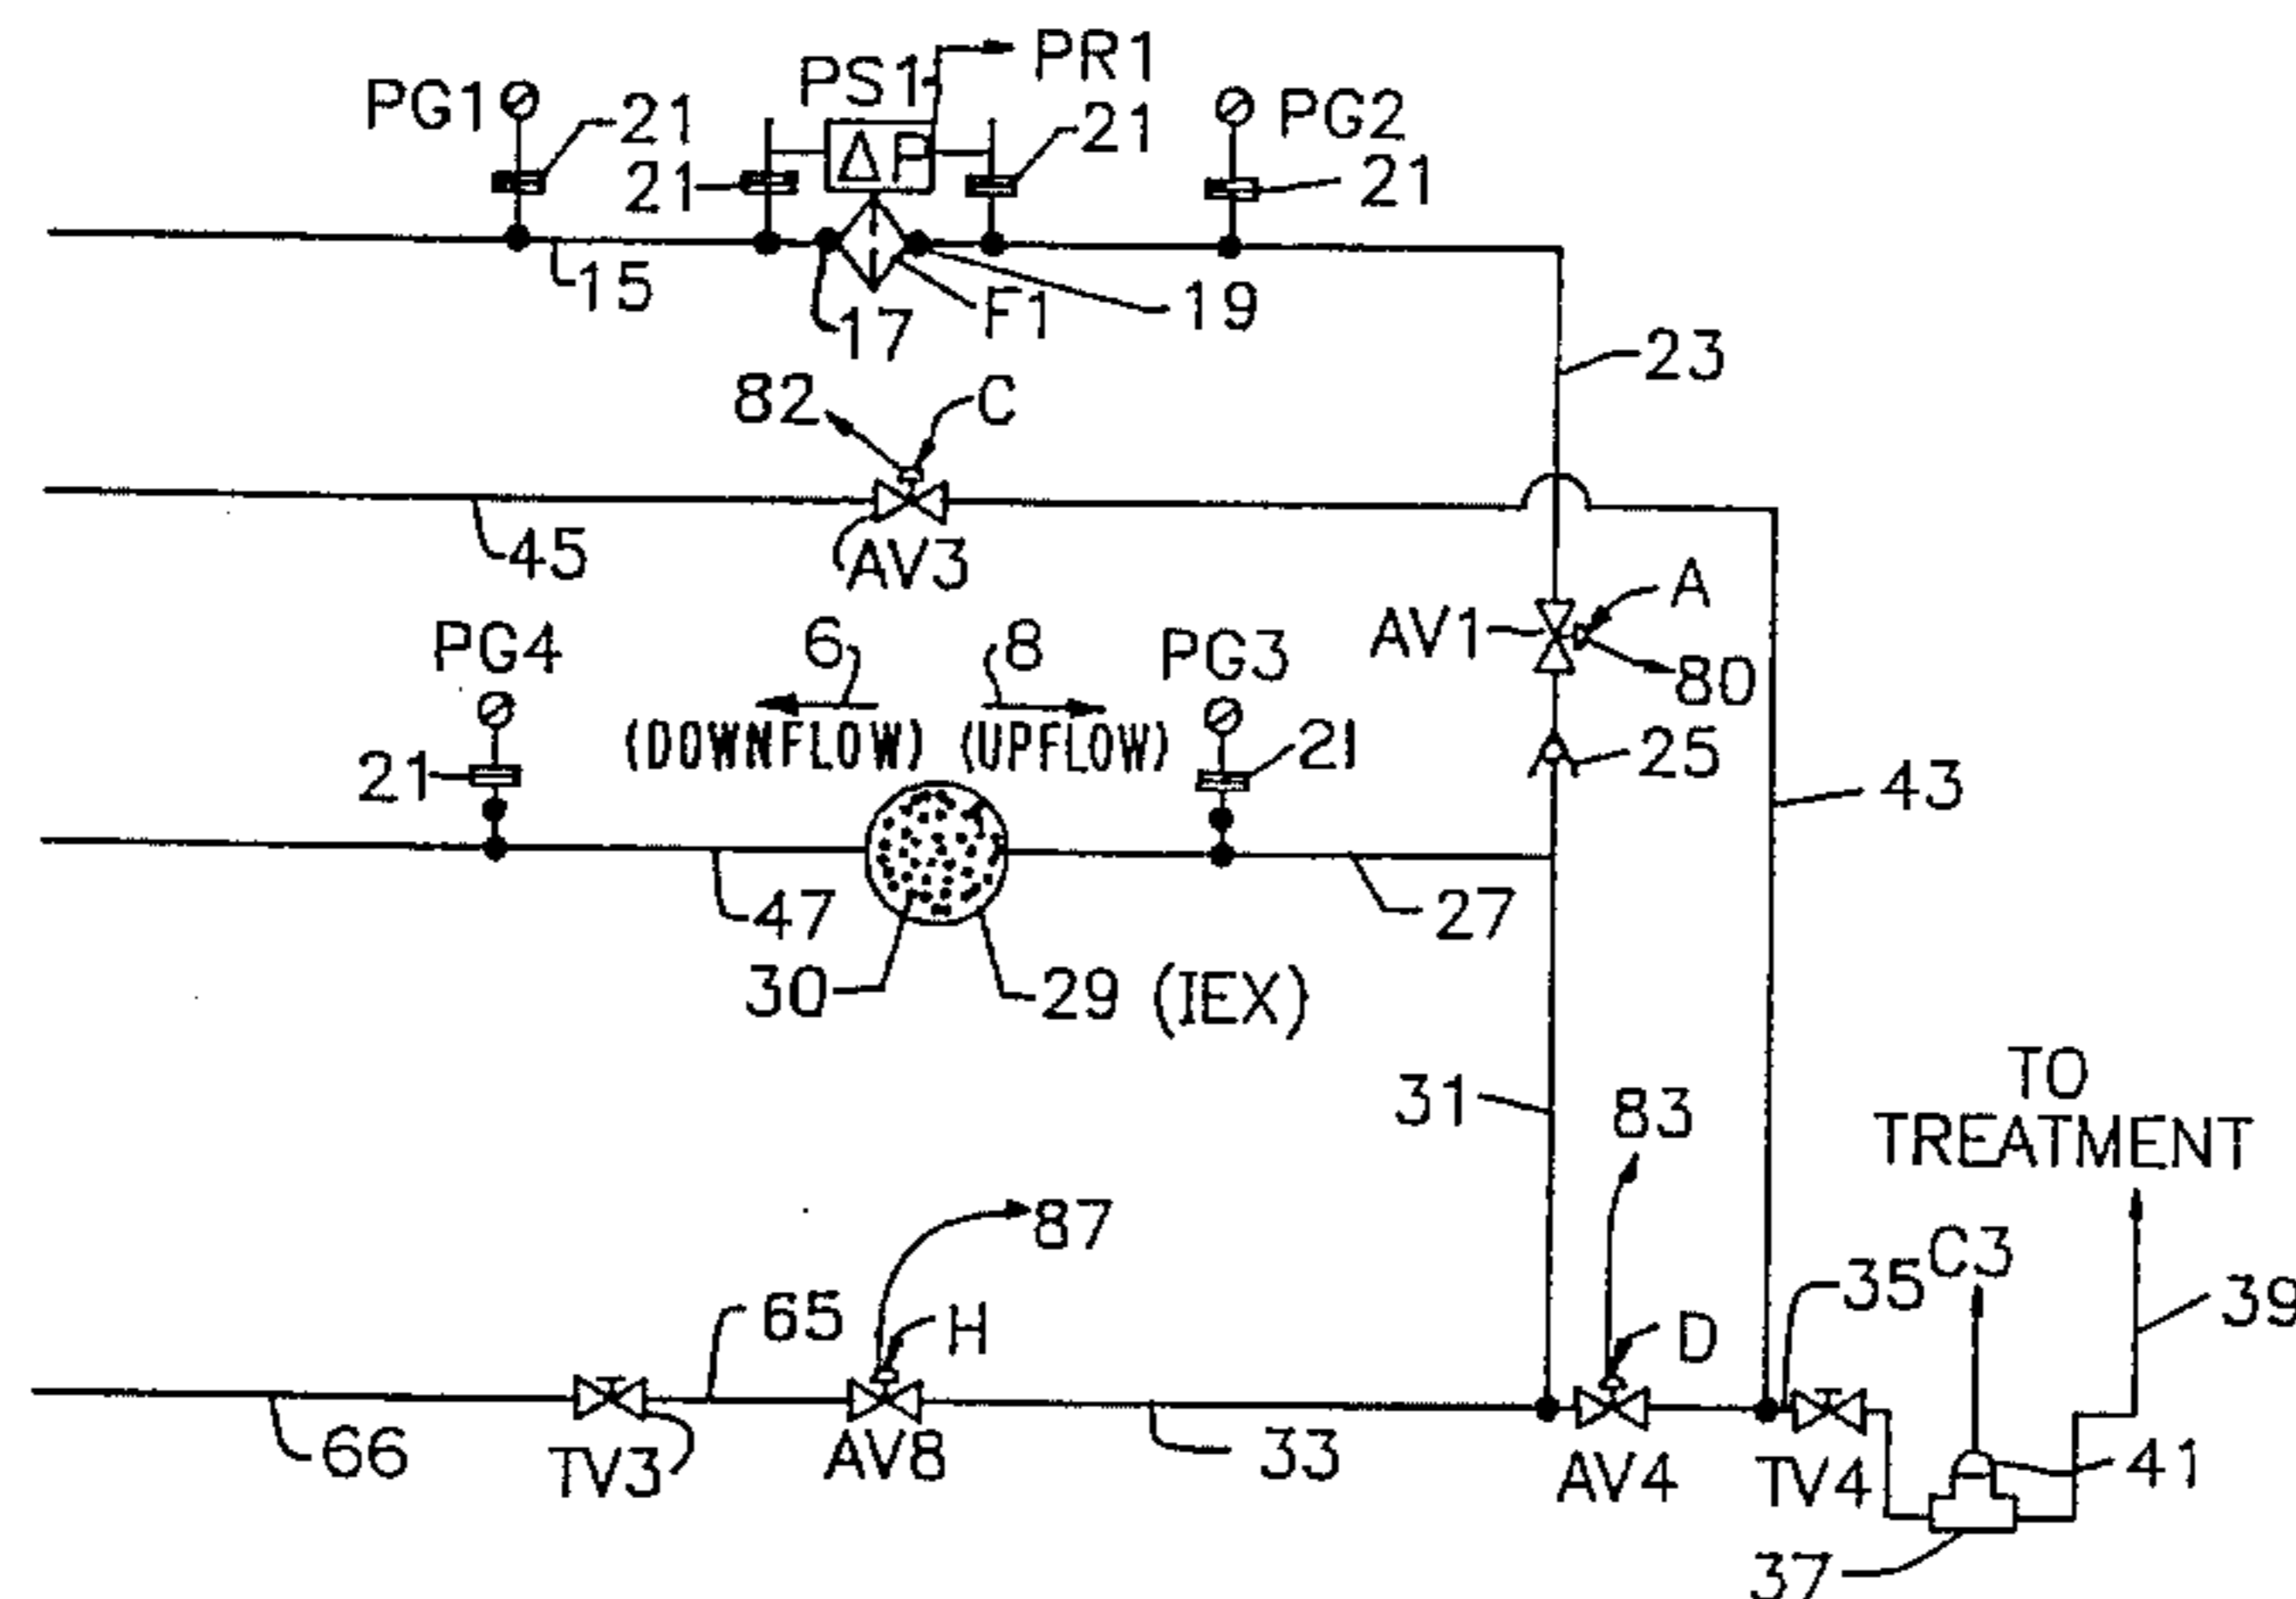 PG1
21
21
PS1
PR1
ΔP
21
PG2
21
15
17
F1
19
23
82
C
45
AV3
A
AV1
80
PG4
6
8
PG3
(DOWNFLOW)
(UPFLOW)
21
21
25
43
47
27
30
29 (IEX)
31
83
TO
TREATMENT
87
65
H
D
35
C3
39
66
TV3
AV8
33
AV4
TV4
41
37